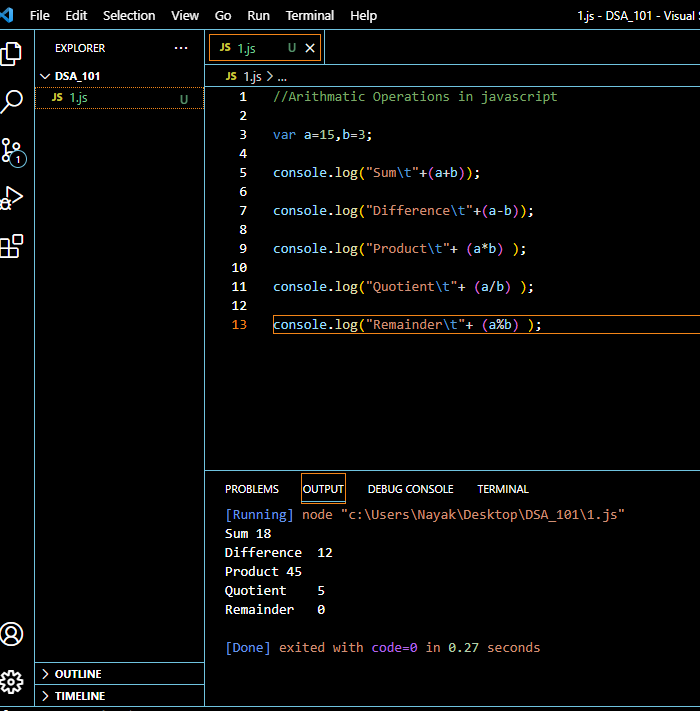 File Edit Selection View Go Run Terminal Help 1.js - DSA_101 - Visual
EXPLORER ...
JS 1.js U
DSA_101
JS 1.js > ...
JS 1.js U
1 //Arithmatic Operations in javascript
2
3 var a=15,b=3;
4
5 console.log("Sum\t"+(a+b));
6
7 console.log("Difference\t"+(a-b));
8
9 console.log("Product\t"+ (a*b) );
10
11 console.log("Quotient\t"+ (a/b) );
12
13 console.log("Remainder\t"+ (a%b) );
1
PROBLEMS OUTPUT DEBUG CONSOLE TERMINAL
[Running] node "c:\Users\Nayak\Desktop\DSA_101\1.js"
Sum 18
Difference  12
Product 45
Quotient    5
Remainder   0
[Done] exited with code=0 in 0.27 seconds
OUTLINE
TIMELINE